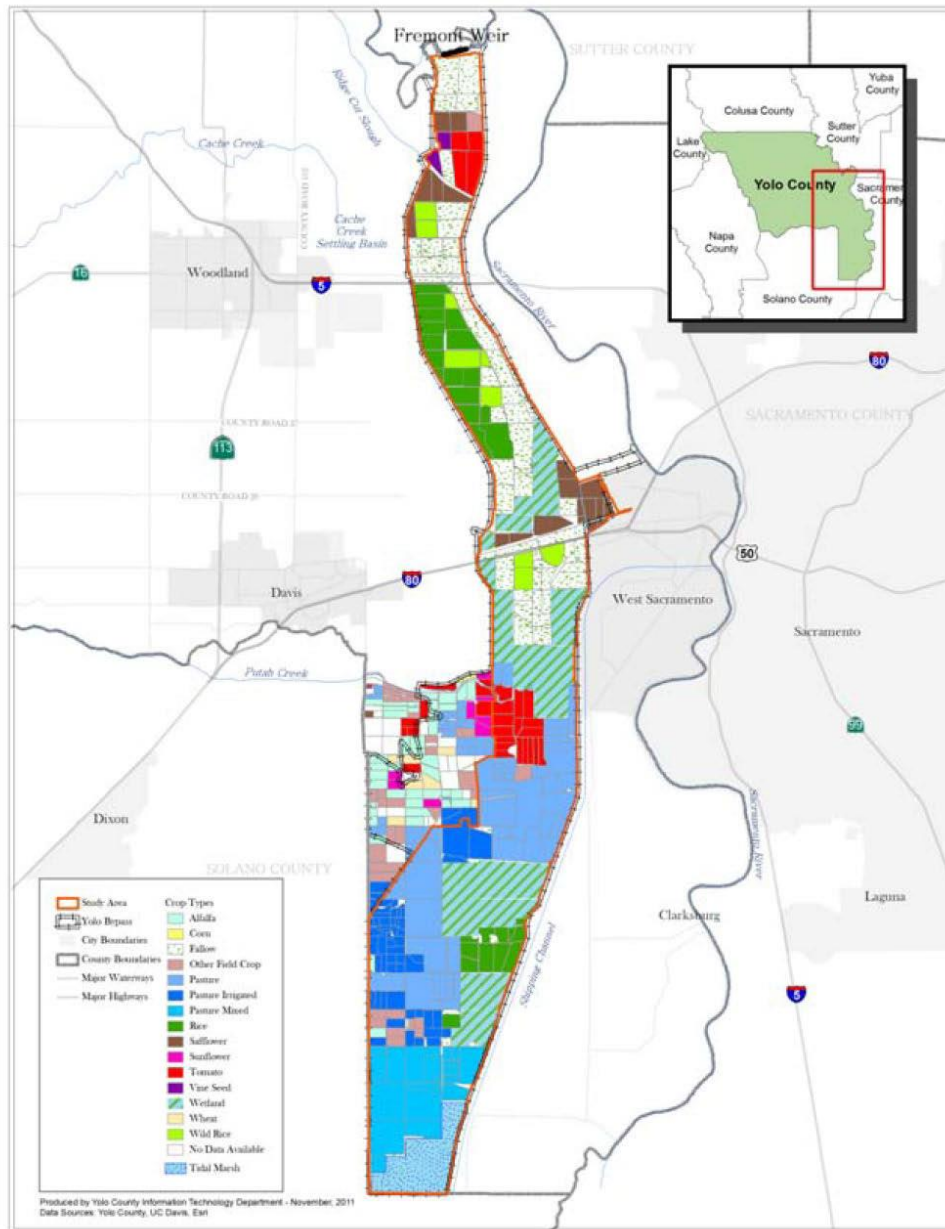 Fremont Weir
SUTTER COUNTY
Ridge Cut Slough
Cache Creek
COUNTY ROAD 102
Cache
Creek
Settling Basin
Woodland
16
5
Sacramento River
Colusa County
Yuba
County
Sutter
County
Lake
County
Yolo County
Sacramen
County
Napa
County
Solano County
80
SACRAMENTO COUNTY
COUNTY ROAD 27
113
COUNTY ROAD 29
50
80
Davis
West Sacramento
Sacramento
Putah Creek
99
Dixon
SOLANO COUNTY
Sacramento River
Laguna
Clarksburg
Shipping Channel
5
Study Area
Yolo Bypass
City Boundaries
County Boundaries
Major Waterways
Major Highways
Crop Types
Alfalfa
Corn
Fallow
Other Field Crop
Pasture
Pasture Irrigated
Pasture Mixed
Rice
Safflower
Sunflower
Tomato
Vine Seed
Wetland
Wheat
Wild Rice
No Data Available
Tidal Marsh
Produced by Yolo County Information Technology Department - November, 2011
Data Sources: Yolo County, UC Davis, Esri